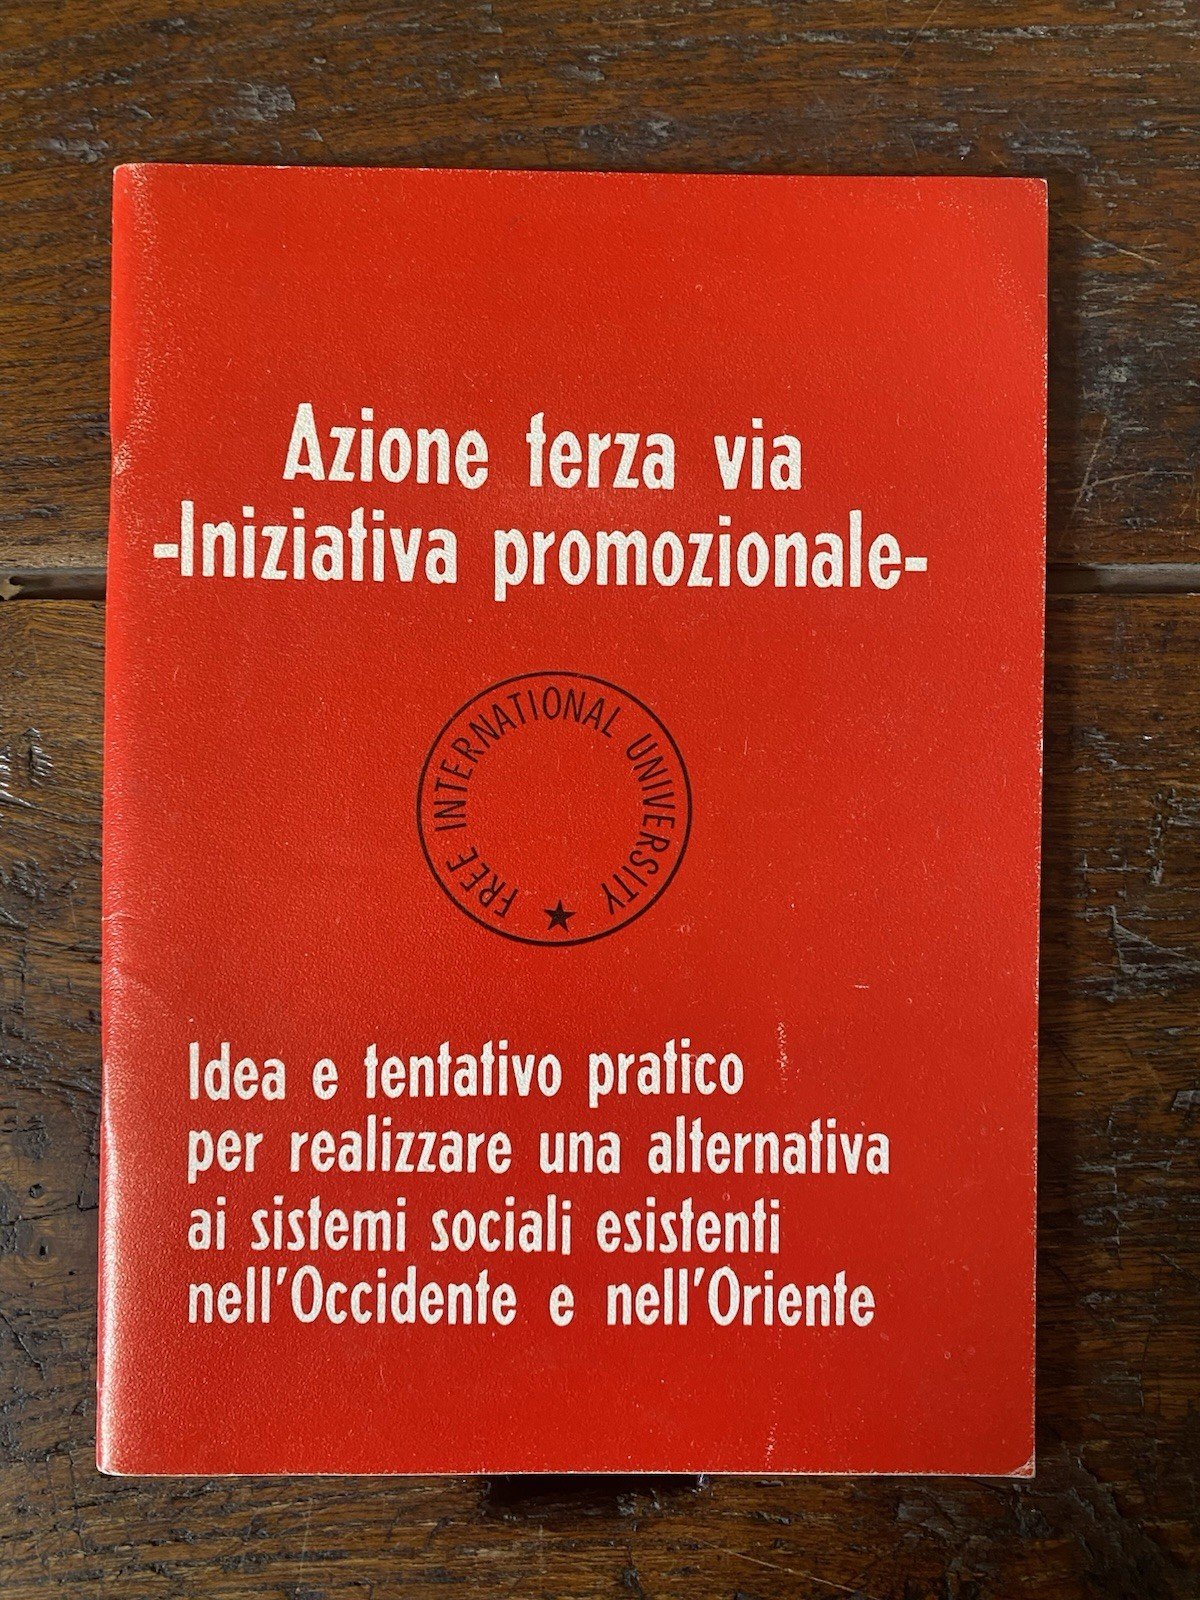 Azione terza via
-Iniziativa promozionale-
FREE INTERNATIONAL UNIVERSITY ★
Idea e tentativo pratico
per realizzare una alternativa
ai sistemi sociali esistenti
nell'Occidente e nell'Oriente